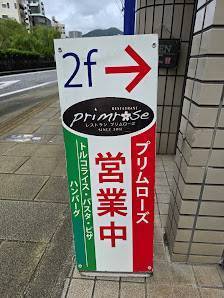 2f →
RESTAURANT
primrose
レストラン プリムローズ
SINCE 2012
プリムローズ
営業中
トルコライス・パスタ・ピザ
ハンバーグ